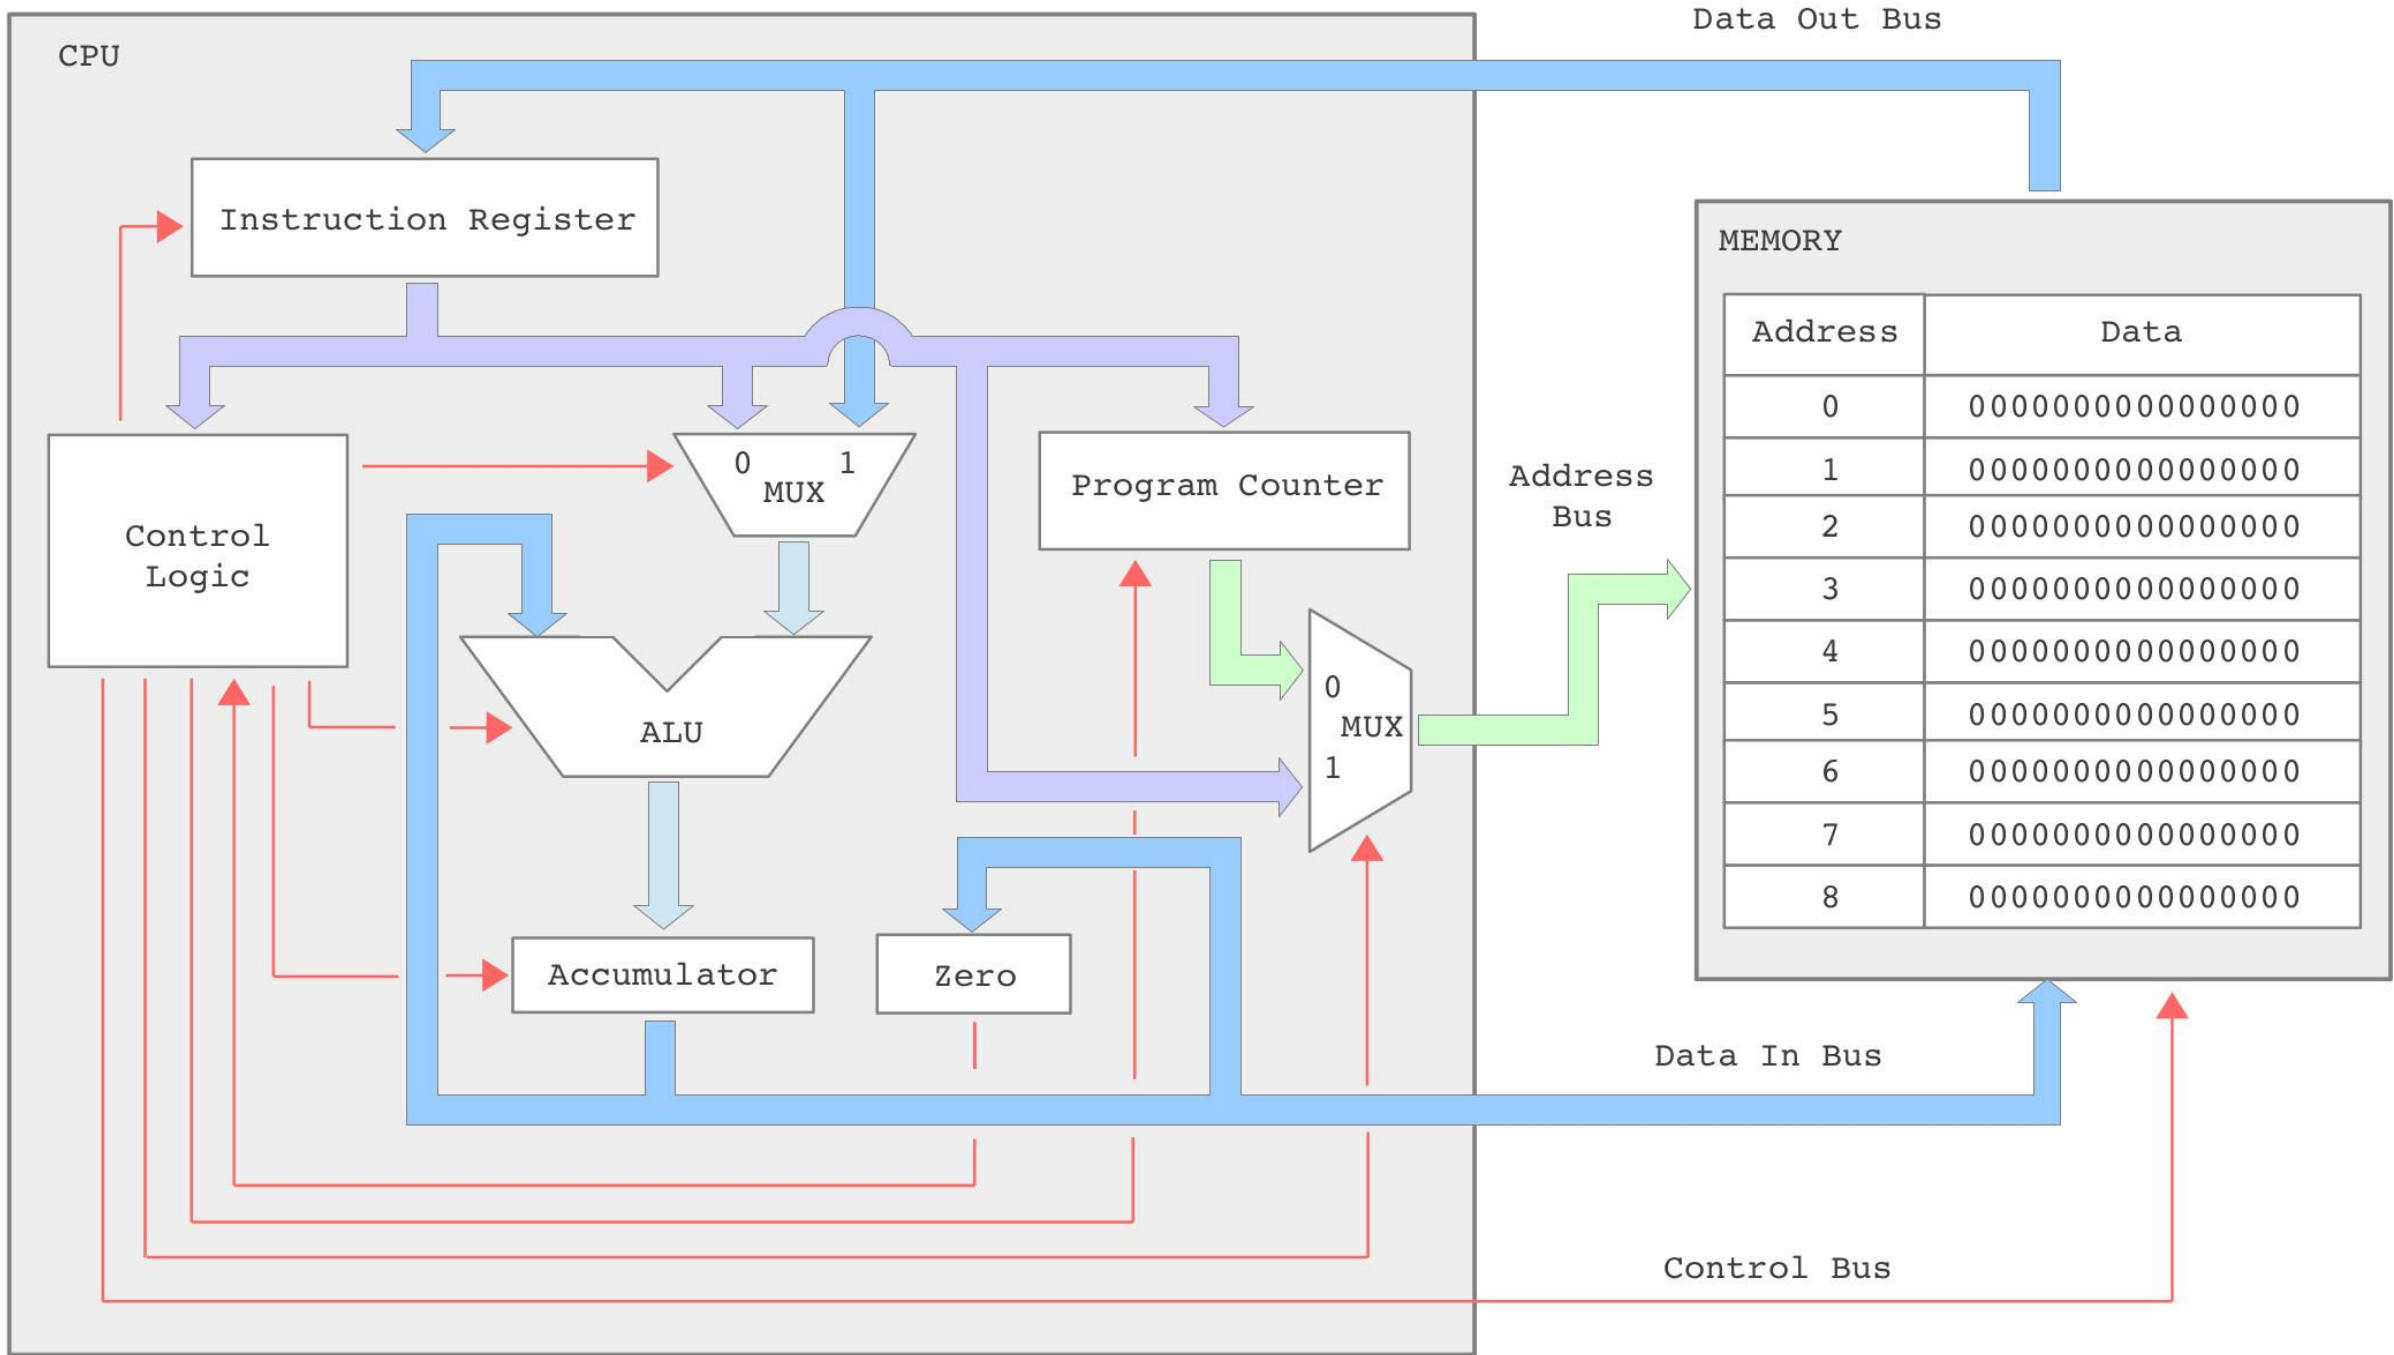 Data Out Bus
CPU
Instruction Register
MEMORY
Address Data
0 0000000000000000
1 0000000000000000
2 0000000000000000
3 0000000000000000
4 0000000000000000
5 0000000000000000
6 0000000000000000
7 0000000000000000
8 0000000000000000
Control
Logic
0 1
MUX
Program Counter
Address
Bus
0
MUX
1
ALU
Accumulator
Zero
Data In Bus
Control Bus